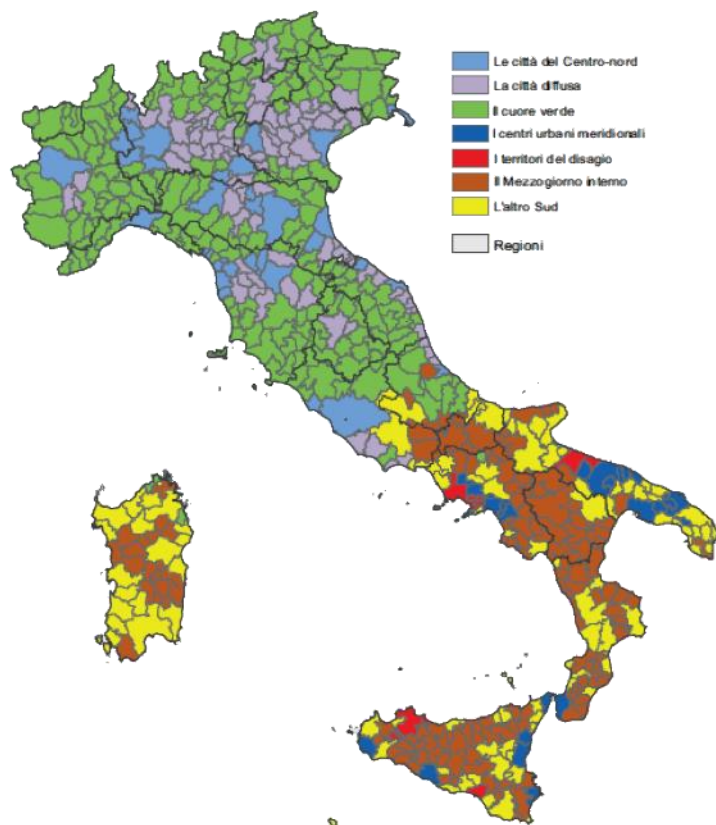 Le città del Centro-nord
La città diffusa
Il cuore verde
I centri urbani meridionali
I territori del disagio
Il Mezzogiorno interno
L'altro Sud
Regioni